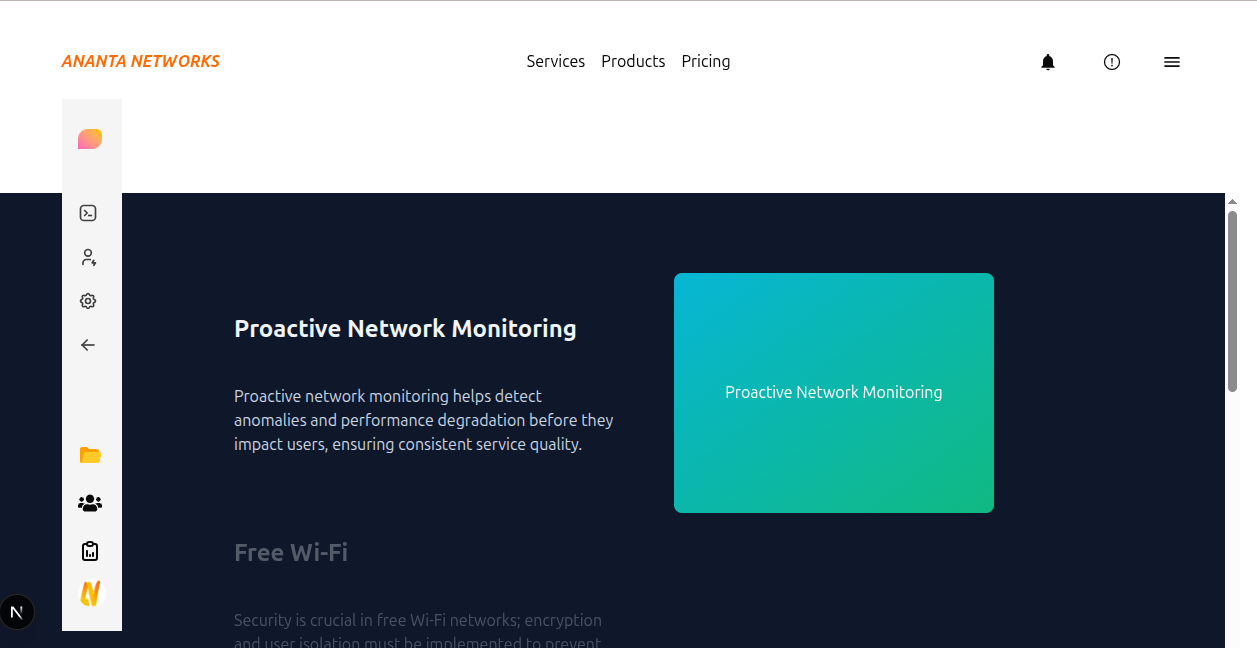 ANANTA NETWORKS
Services Products Pricing
Proactive Network Monitoring
Proactive network monitoring helps detect
anomalies and performance degradation before they
impact users, ensuring consistent service quality.
Proactive Network Monitoring
Free Wi-Fi
Security is crucial in free Wi-Fi networks; encryption
and user isolation must be implemented to prevent
N
N